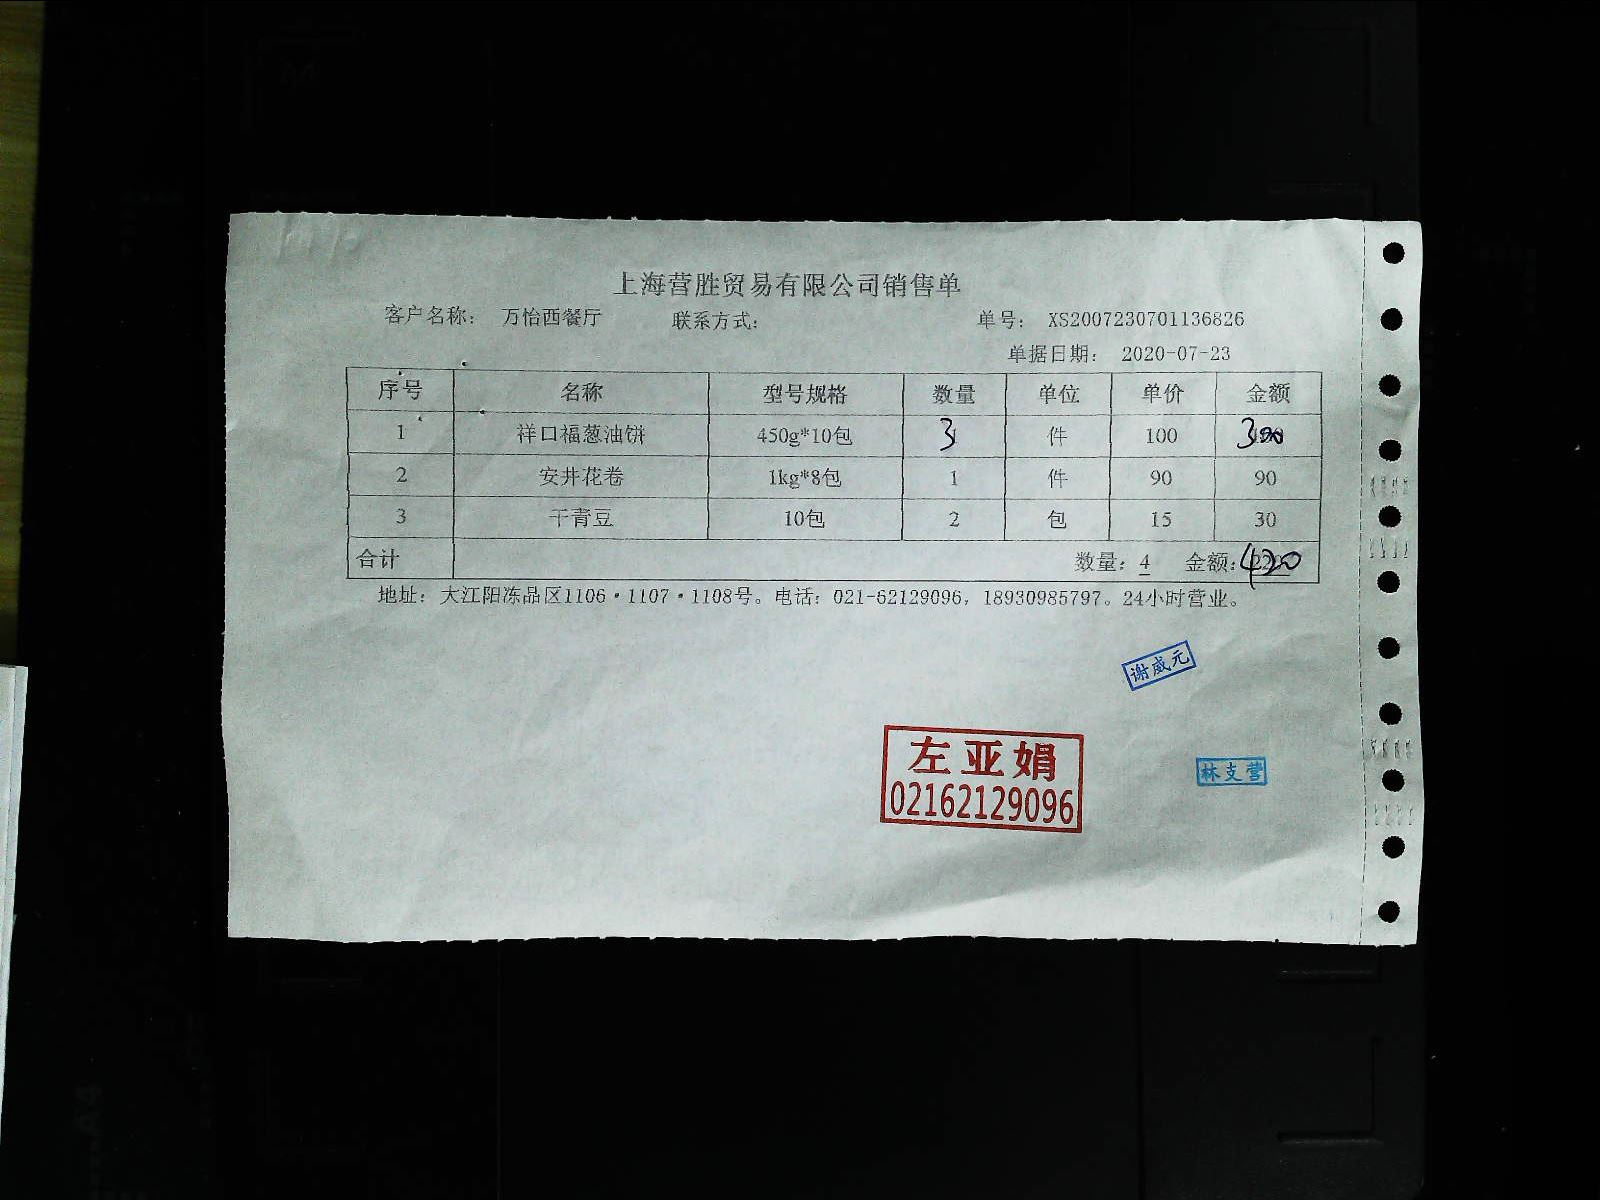 上海营胜贸易有限公司销售单
客户名称： 万怡西餐厅 联系方式： 单号： XS2007230701136826
单据日期： 2020-07-23
序号 名称 型号规格 数量 单位 单价 金额
1 祥口福葱油饼 450g*10包 3 件 100 300
2 安井花卷 1kg*8包 1 件 90 90
3 干青豆 10包 2 包 15 30
合计 数量：4 金额：420
地址：大江阳冻品区1106·1107·1108号。电话：021-62129096，18930985797。24小时营业。
谢威元
左亚娟
02162129096
林支营